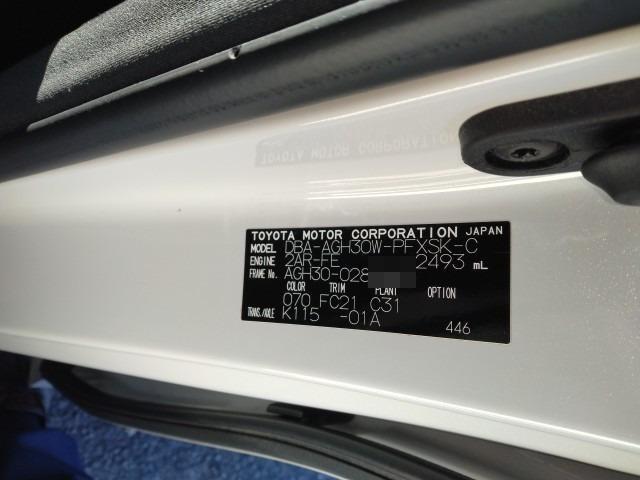 TOYOTA MOTOR CORPORATION JAPAN
MODEL DBA-AGH30W-PFXSK-C
ENGINE 2AR-FE 2493 mL
FRAME No. AGH30-028
COLOR TRIM PLANT OPTION
070 FC21 C31
TRANS./AXLE K115 -01A
446